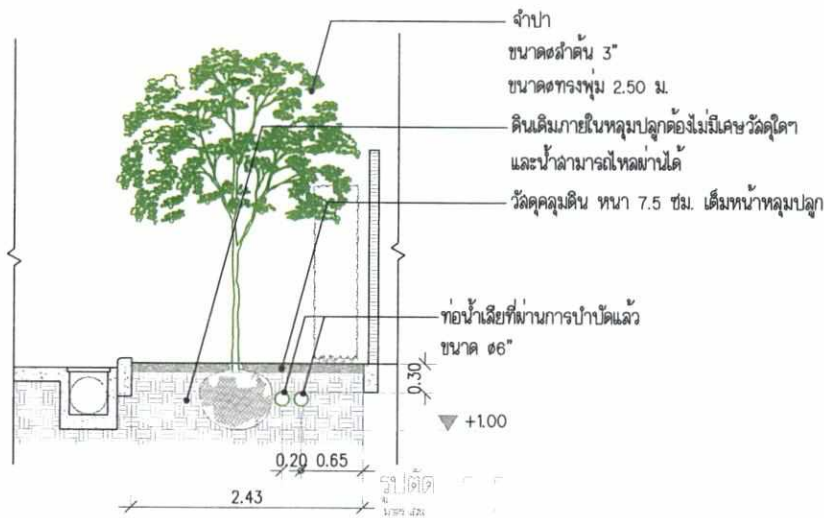 จำปา
ขนาดøลำต้น 3"
ขนาดøทรงพุ่ม 2.50 ม.
ดินเดิมภายในหลุมปลูกต้องไม่มีเศษวัสดุใดๆ
และน้ำสามารถไหลผ่านได้
วัสดุคลุมดิน หนา 7.5 ซม. เต็มหน้าหลุมปลูก
ท่อน้ำเสียที่ผ่านการบำบัดแล้ว
ขนาด ø6"
0.30
+1.00
0.20 0.65
2.43
รูปตัด